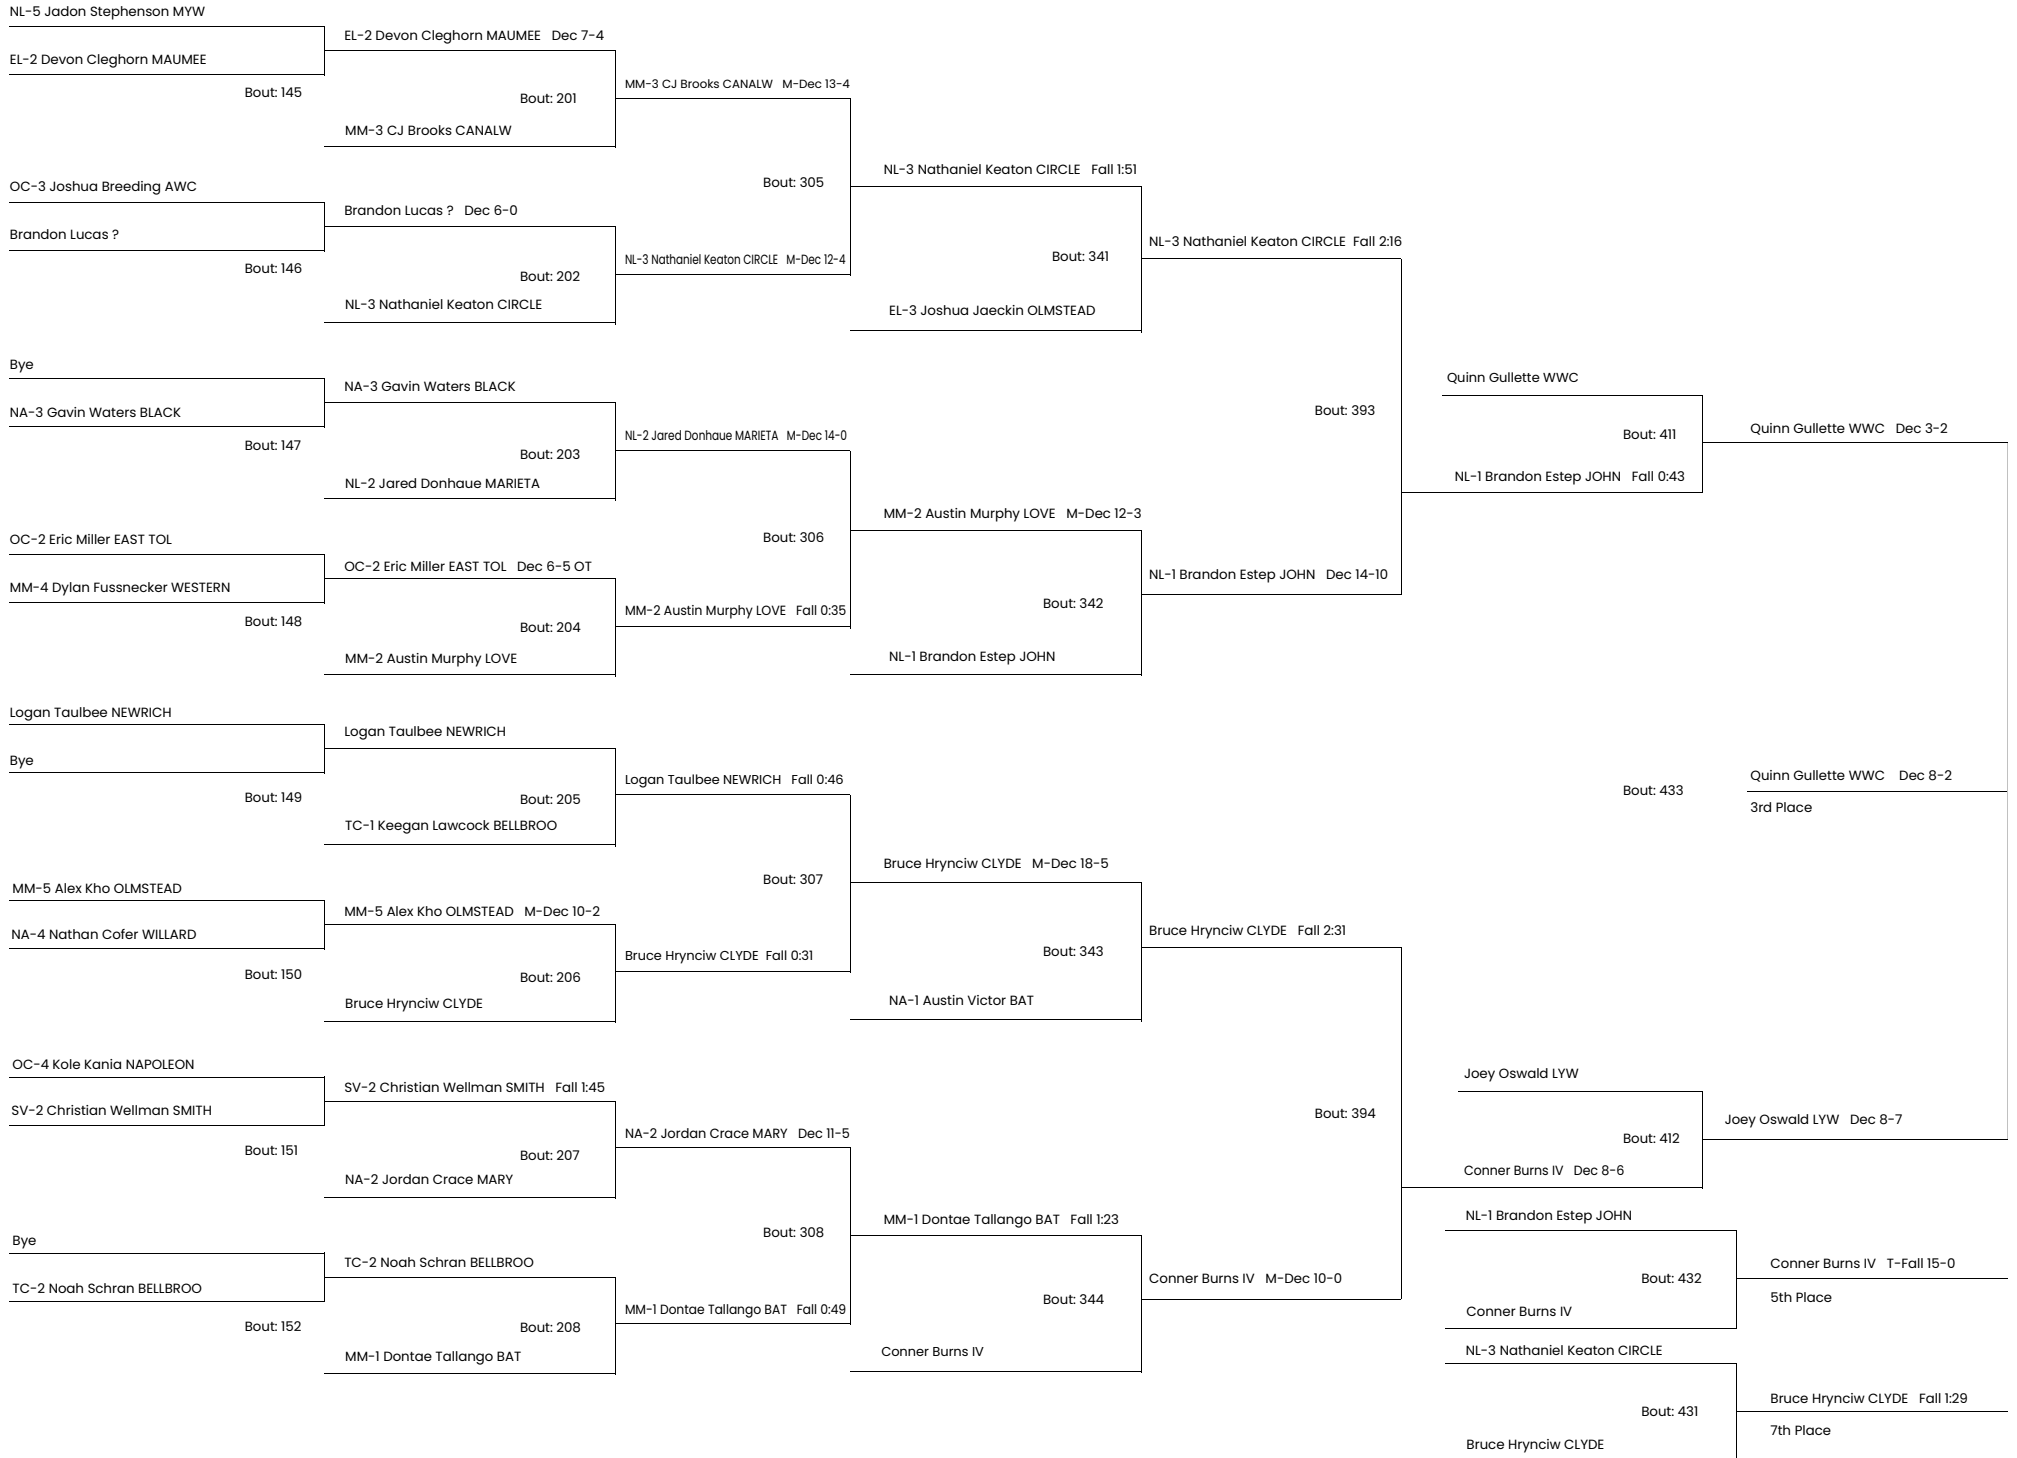 NL-5 Jadon Stephenson MYW
EL-2 Devon Cleghorn MAUMEE
Bout: 145
OC-3 Joshua Breeding AWC
Brandon Lucas ?
Bout: 146
Bye
NA-3 Gavin Waters BLACK
Bout: 147
OC-2 Eric Miller EAST TOL
MM-4 Dylan Fussnecker WESTERN
Bout: 148
Logan Taulbee NEWRICH
Bye
Bout: 149
MM-5 Alex Kho OLMSTEAD
NA-4 Nathan Cofer WILLARD
Bout: 150
OC-4 Kole Kania NAPOLEON
SV-2 Christian Wellman SMITH
Bout: 151
Bye
TC-2 Noah Schran BELLBROO
Bout: 152
EL-2 Devon Cleghorn MAUMEE Dec 7-4
Bout: 201
MM-3 CJ Brooks CANALW
Brandon Lucas ? Dec 6-0
Bout: 202
NL-3 Nathaniel Keaton CIRCLE
NA-3 Gavin Waters BLACK
Bout: 203
NL-2 Jared Donhaue MARIETA
OC-2 Eric Miller EAST TOL Dec 6-5 OT
Bout: 204
MM-2 Austin Murphy LOVE
Logan Taulbee NEWRICH
Bout: 205
TC-1 Keegan Lawcock BELLBROO
MM-5 Alex Kho OLMSTEAD M-Dec 10-2
Bout: 206
Bruce Hrynciw CLYDE
SV-2 Christian Wellman SMITH Fall 1:45
Bout: 207
NA-2 Jordan Crace MARY
TC-2 Noah Schran BELLBROO
Bout: 208
MM-1 Dontae Tallango BAT
MM-3 CJ Brooks CANALW M-Dec 13-4
Bout: 305
NL-3 Nathaniel Keaton CIRCLE M-Dec 12-4
NL-2 Jared Donhaue MARIETA M-Dec 14-0
Bout: 306
MM-2 Austin Murphy LOVE Fall 0:35
Logan Taulbee NEWRICH Fall 0:46
Bout: 307
Bruce Hrynciw CLYDE Fall 0:31
NA-2 Jordan Crace MARY Dec 11-5
Bout: 308
MM-1 Dontae Tallango BAT Fall 0:49
NL-3 Nathaniel Keaton CIRCLE Fall 1:51
Bout: 341
EL-3 Joshua Jaeckin OLMSTEAD
MM-2 Austin Murphy LOVE M-Dec 12-3
Bout: 342
NL-1 Brandon Estep JOHN
Bruce Hrynciw CLYDE M-Dec 18-5
Bout: 343
NA-1 Austin Victor BAT
MM-1 Dontae Tallango BAT Fall 1:23
Bout: 344
Conner Burns IV
NL-3 Nathaniel Keaton CIRCLE Fall 2:16
Bout: 393
NL-1 Brandon Estep JOHN Dec 14-10
Bruce Hrynciw CLYDE Fall 2:31
Bout: 394
Conner Burns IV M-Dec 10-0
Quinn Gullette WWC
Bout: 411
NL-1 Brandon Estep JOHN Fall 0:43
Joey Oswald LYW
Bout: 412
Conner Burns IV Dec 8-6
Quinn Gullette WWC Dec 3-2
Bout: 433
Quinn Gullette WWC Dec 8-2
3rd Place
Joey Oswald LYW Dec 8-7
NL-1 Brandon Estep JOHN
Bout: 432
Conner Burns IV
Conner Burns IV T-Fall 15-0
5th Place
NL-3 Nathaniel Keaton CIRCLE
Bout: 431
Bruce Hrynciw CLYDE
Bruce Hrynciw CLYDE Fall 1:29
7th Place